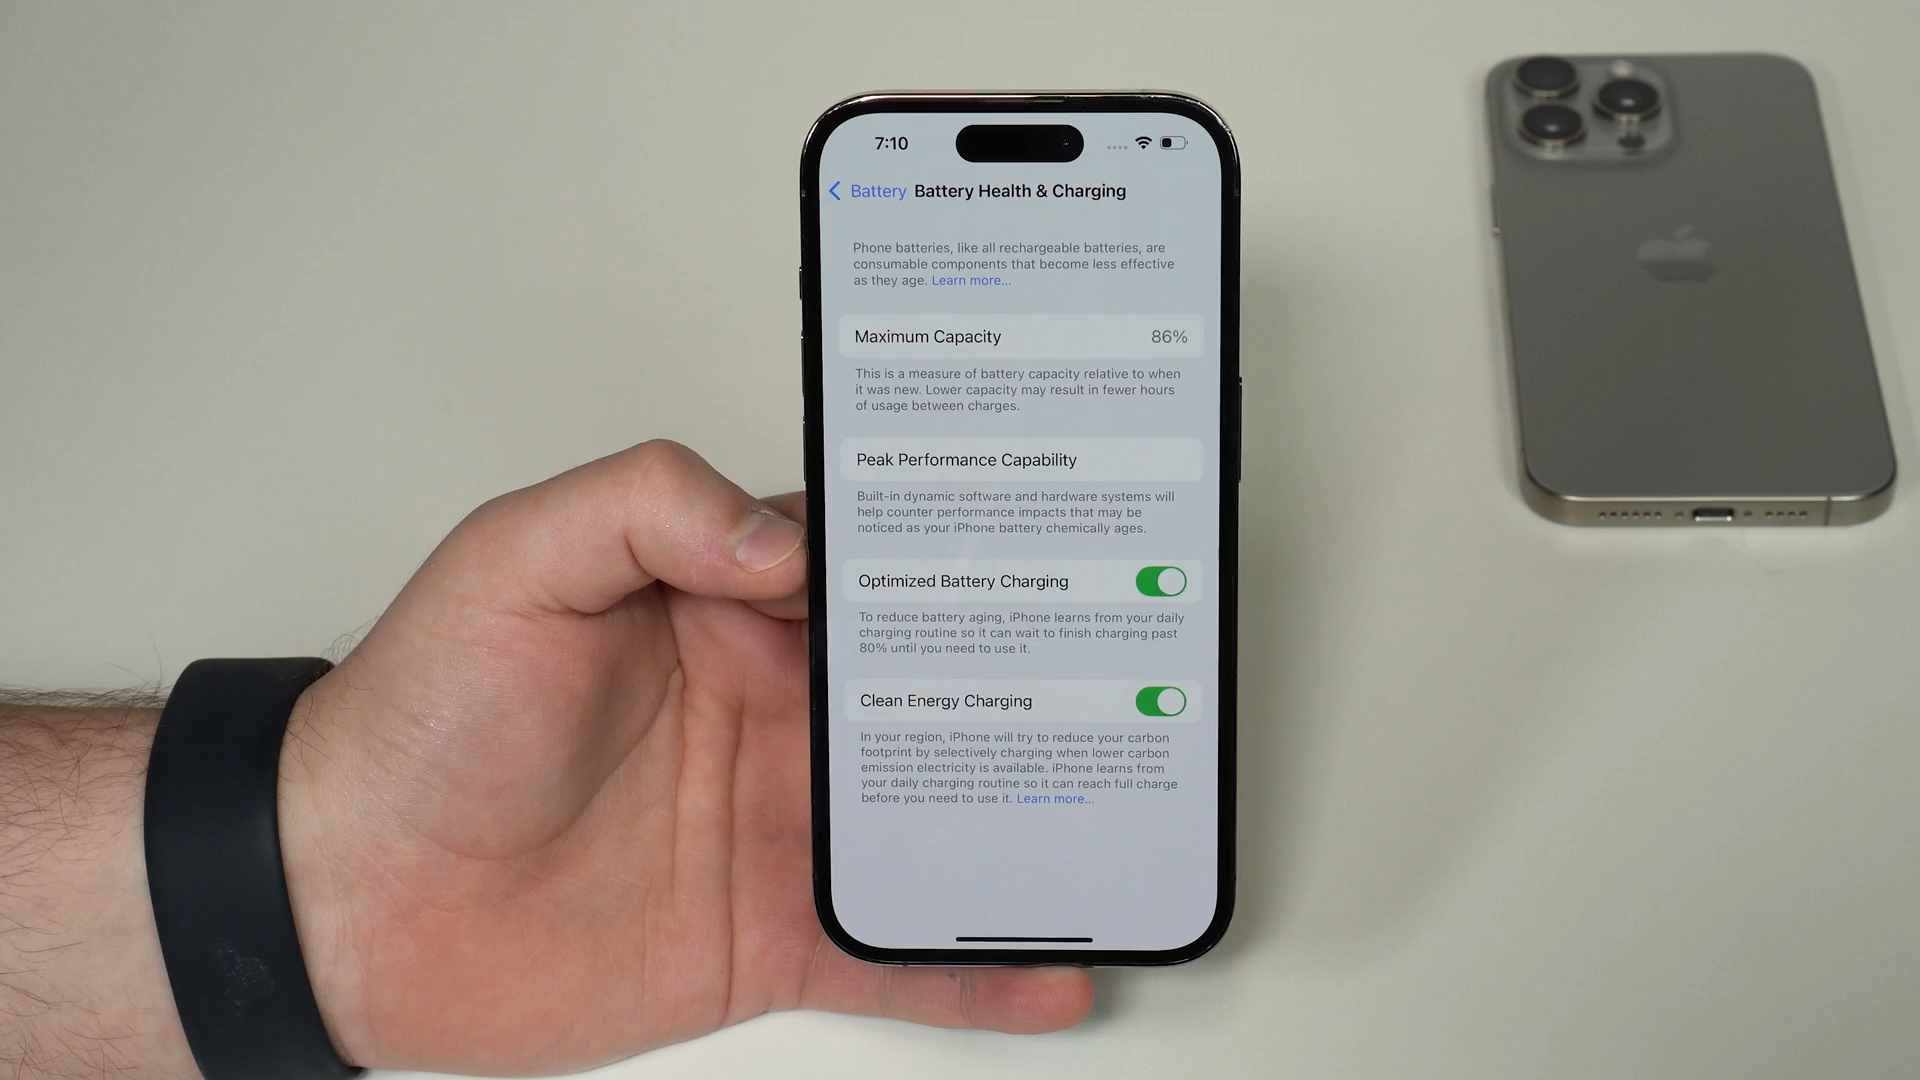 7:10
Battery Battery Health & Charging
Phone batteries, like all rechargeable batteries, are
consumable components that become less effective
as they age. Learn more...
Maximum Capacity 86%
This is a measure of battery capacity relative to when
it was new. Lower capacity may result in fewer hours
of usage between charges.
Peak Performance Capability
Built-in dynamic software and hardware systems will
help counter performance impacts that may be
noticed as your iPhone battery chemically ages.
Optimized Battery Charging
To reduce battery aging, iPhone learns from your daily
charging routine so it can wait to finish charging past
80% until you need to use it.
Clean Energy Charging
In your region, iPhone will try to reduce your carbon
footprint by selectively charging when lower carbon
emission electricity is available. iPhone learns from
your daily charging routine so it can reach full charge
before you need to use it. Learn more...